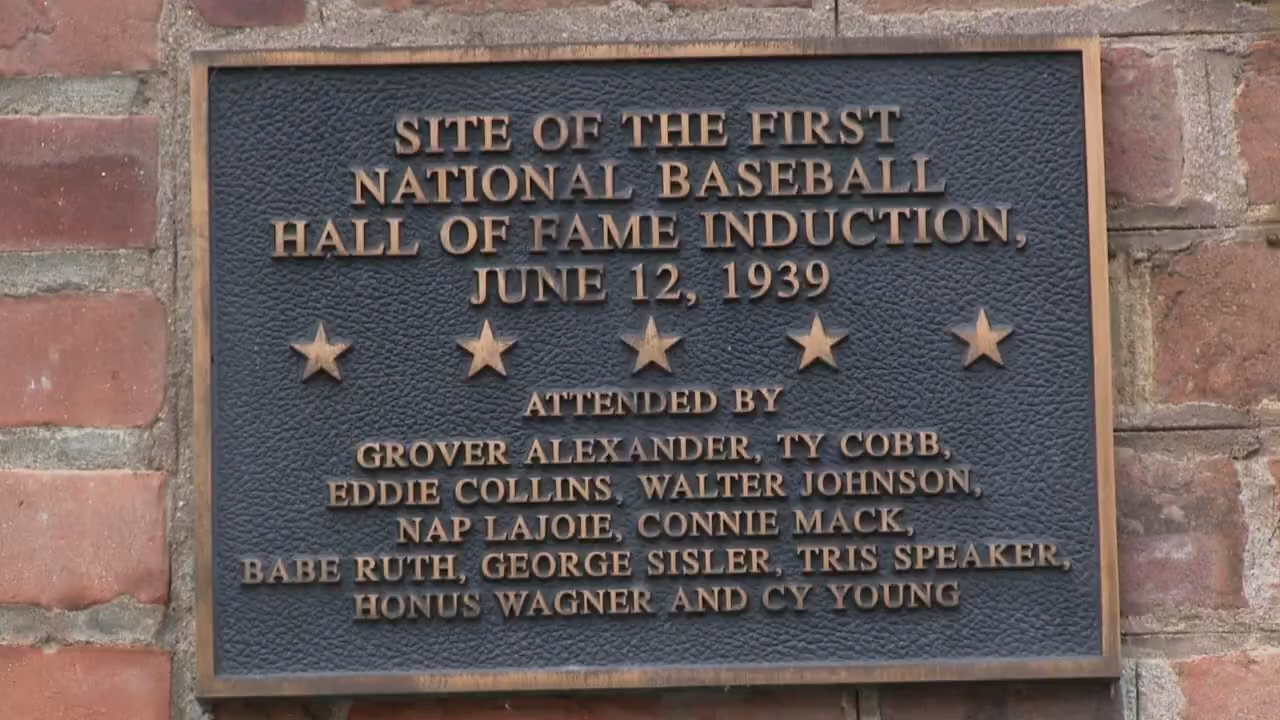 SITE OF THE FIRST
NATIONAL BASEBALL
HALL OF FAME INDUCTION,
JUNE 12, 1939
ATTENDED BY
GROVER ALEXANDER, TY COBB,
EDDIE COLLINS, WALTER JOHNSON,
NAP LAJOIE, CONNIE MACK,
BABE RUTH, GEORGE SISLER, TRIS SPEAKER,
HONUS WAGNER AND CY YOUNG